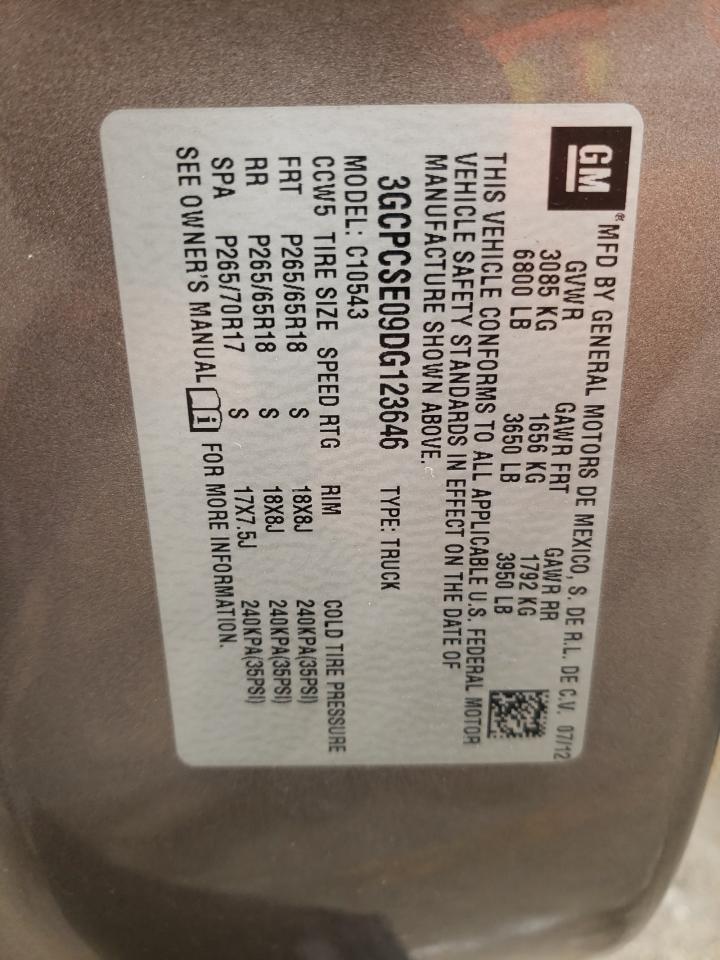 GM
MFD BY GENERAL MOTORS DE MEXICO, S. DE R.L. DE C.V. 07/12
GVWR GAWR FRT GAWR RR
3085 KG 1656 KG 1792 KG
6800 LB 3650 LB 3950 LB
THIS VEHICLE CONFORMS TO ALL APPLICABLE U.S. FEDERAL MOTOR
VEHICLE SAFETY STANDARDS IN EFFECT ON THE DATE OF
MANUFACTURE SHOWN ABOVE.
3GCPCSE09DG123646 TYPE: TRUCK
MODEL: C10543
CCW5 TIRE SIZE SPEED RTG RIM COLD TIRE PRESSURE
FRT P265/65R18 S 18X8J 240KPA(35PSI)
RR P265/65R18 S 18X8J 240KPA(35PSI)
SPA P265/70R17 S 17X7.5J 240KPA(35PSI)
SEE OWNER'S MANUAL i FOR MORE INFORMATION.